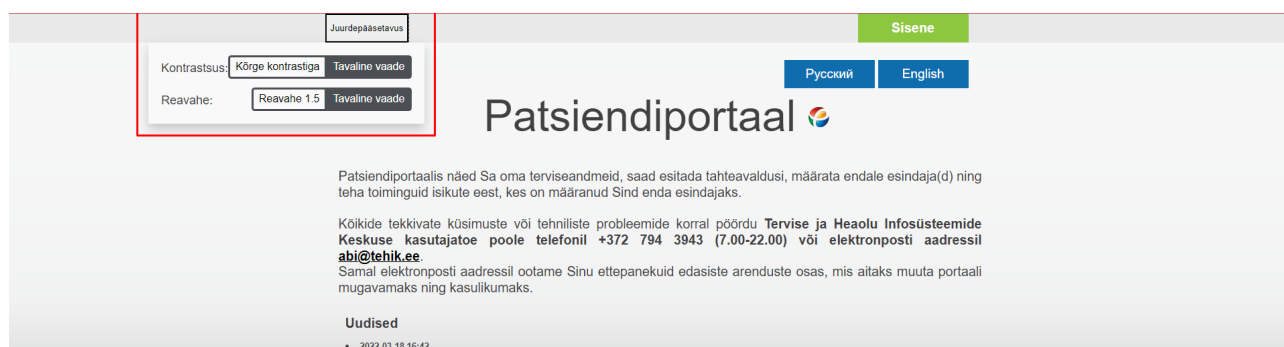 Juurdepääsetavus
Sisene
Kontrastsus: Kõrge kontrastiga Tavaline vaade
Reavahe: Reavahe 1.5 Tavaline vaade
Русский English
Patsiendiportaal
Patsiendiportaalis näed Sa oma terviseandmeid, saad esitada tahteavaldusi, määrata endale esindaja(d) ning
teha toiminguid isikute eest, kes on määranud Sind enda esindajaks.
Kõikide tekkivate küsimuste või tehniliste probleemide korral pöördu Tervise ja Heaolu Infosüsteemide
Keskuse kasutajatoe poole telefonil +372 794 3943 (7.00-22.00) või elektronposti aadressil
abi@tehik.ee.
Samal elektronposti aadressil ootame Sinu ettepanekuid edasiste arenduste osas, mis aitaks muuta portaali
mugavamaks ning kasulikumaks.
Uudised